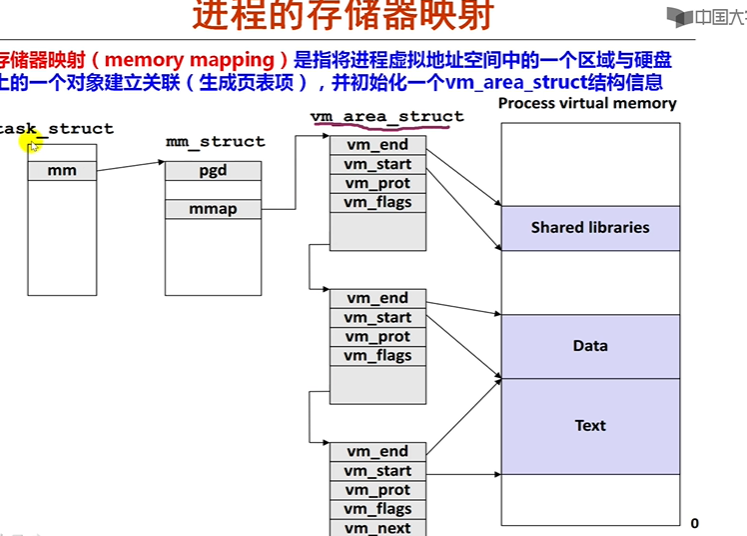 进程的存储器映射
中国大
存储器映射（memory mapping）是指将进程虚拟地址空间中的一个区域与硬盘
上的一个对象建立关联（生成页表项），并初始化一个vm_area_struct结构信息
Process virtual memory
task_struct
mm_struct
vm_area_struct
mm
pgd
mmap
vm_end
vm_start
vm_prot
vm_flags
Shared libraries
vm_end
vm_start
vm_prot
vm_flags
Data
Text
vm_end
vm_start
vm_prot
vm_flags
vm_next
0